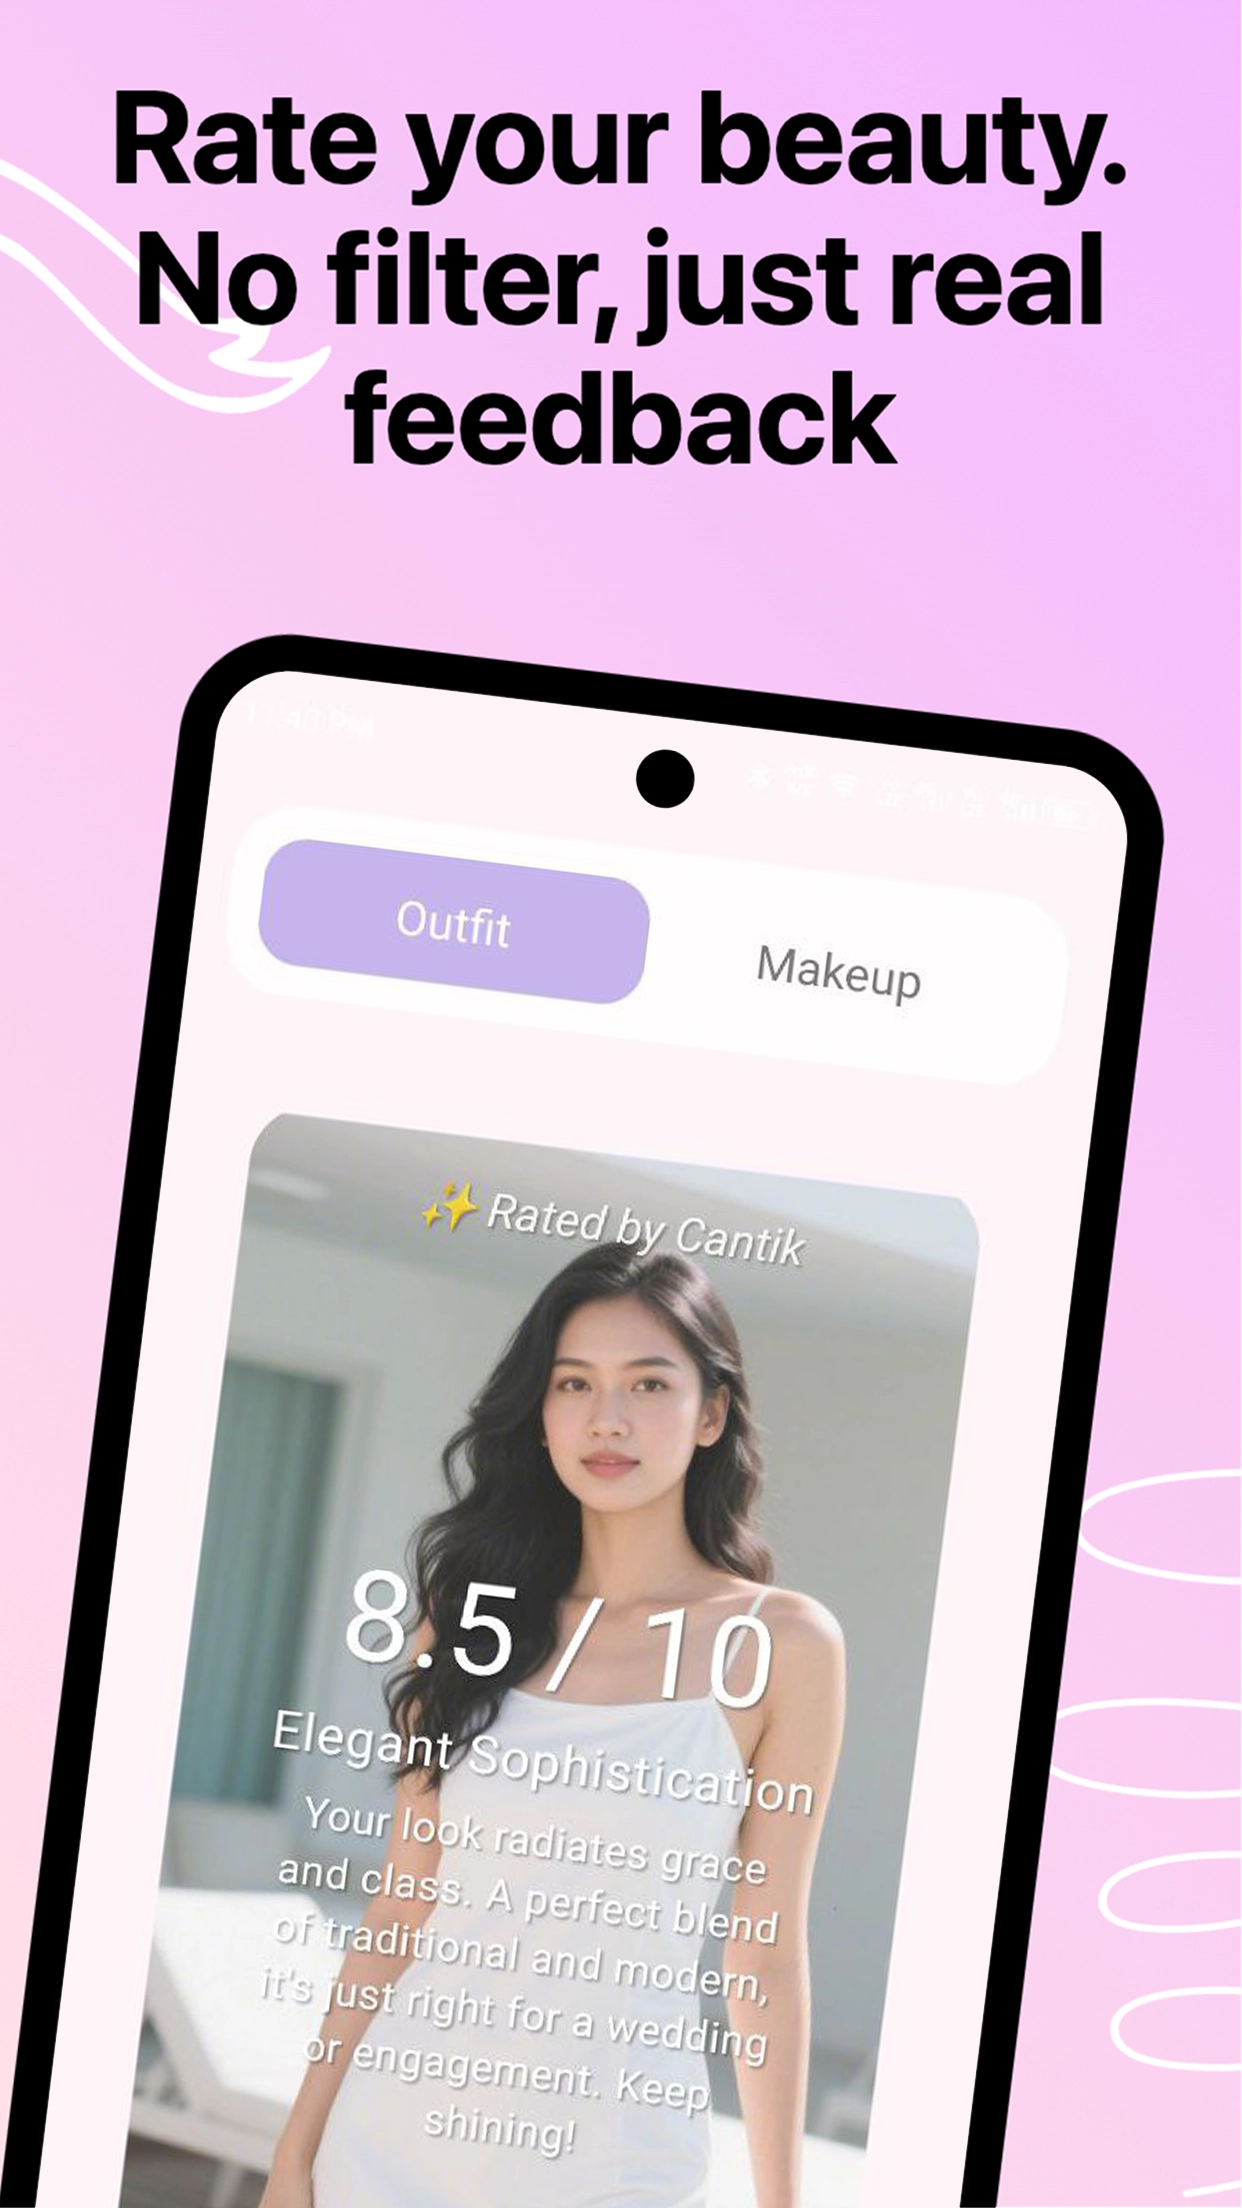 Rate your beauty.
No filter, just real
feedback
11:40 PM
Outfit
Makeup
✨ Rated by Cantik
8.5 / 10
Elegant Sophistication
Your look radiates grace
and class. A perfect blend
of traditional and modern,
it's just right for a wedding
or engagement. Keep
shining!